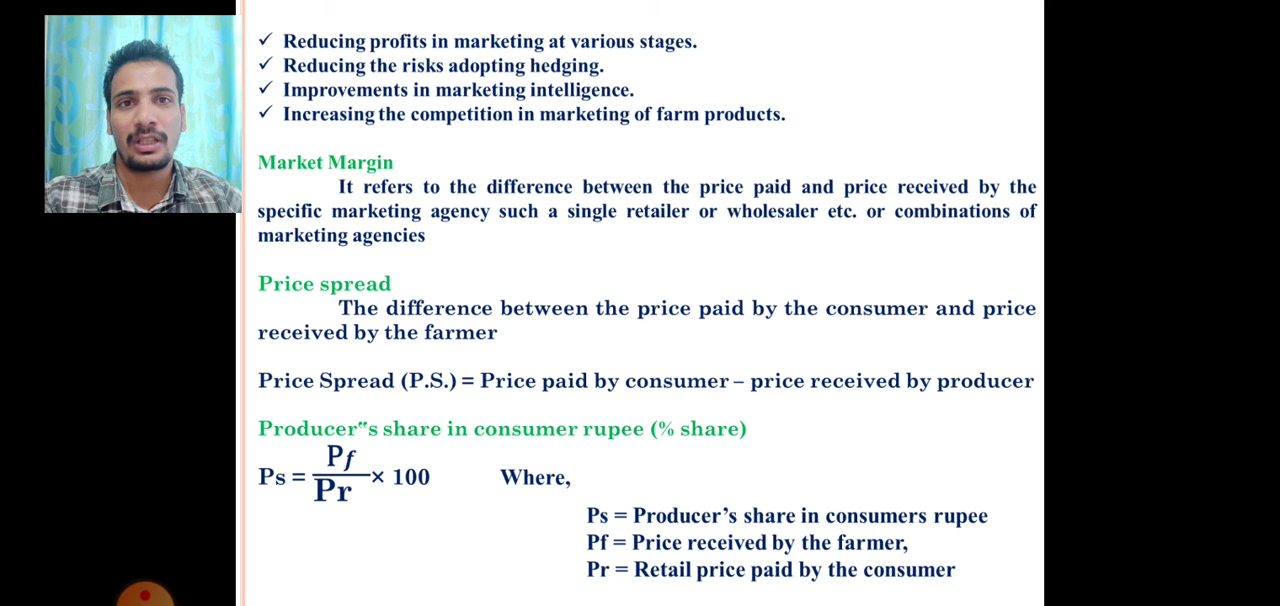 ✓ Reducing profits in marketing at various stages.
✓ Reducing the risks adopting hedging.
✓ Improvements in marketing intelligence.
✓ Increasing the competition in marketing of farm products.
Market Margin
It refers to the difference between the price paid and price received by the
specific marketing agency such a single retailer or wholesaler etc. or combinations of
marketing agencies
Price spread
The difference between the price paid by the consumer and price
received by the farmer
Price Spread (P.S.) = Price paid by consumer – price received by producer
Producer‟s share in consumer rupee (% share)
Pf
Ps = × 100 Where,
Pr
Ps = Producer’s share in consumers rupee
Pf = Price received by the farmer,
Pr = Retail price paid by the consumer